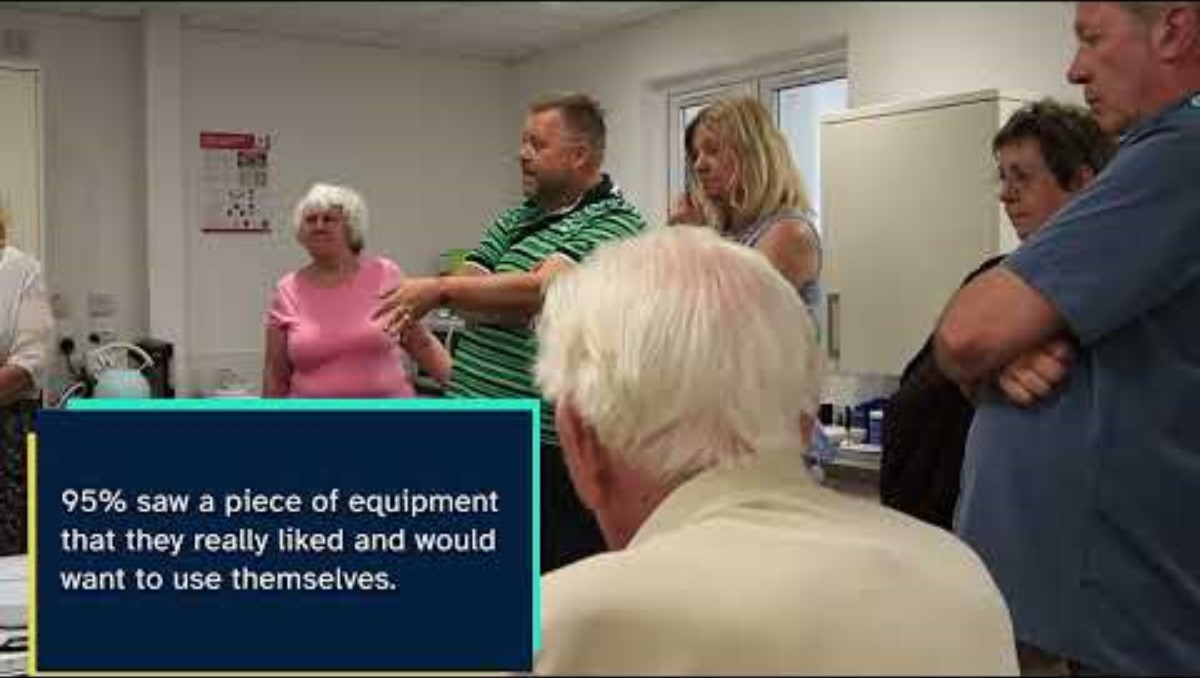 95% saw a piece of equipment
that they really liked and would
want to use themselves.